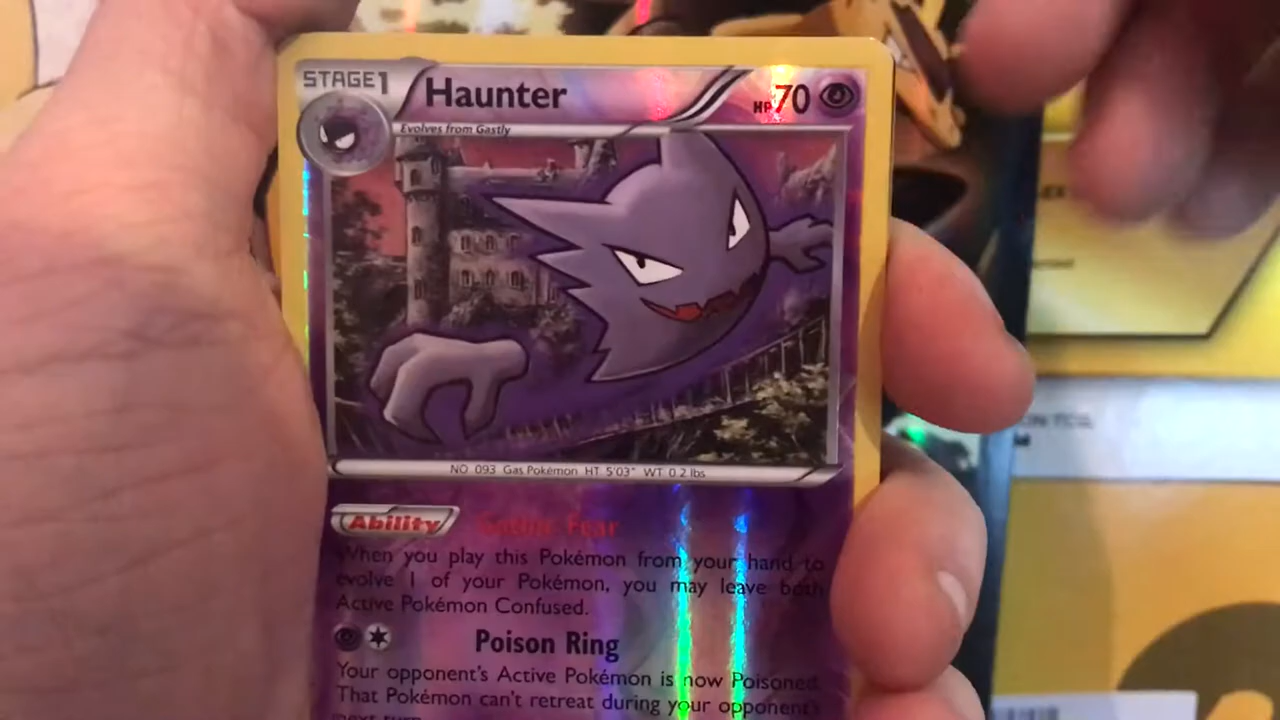 STAGE1
Haunter
HP70
Evolves from Gastly
NO 093 Gas Pokémon HT 5'03" WT 0.2 lbs
Ability Gothic Fear
When you play this Pokémon from your hand to
evolve 1 of your Pokémon, you may leave both
Active Pokémon Confused.
Poison Ring
Your opponent's Active Pokémon is now Poisoned.
That Pokémon can't retreat during your opponent's
next turn.
TCG